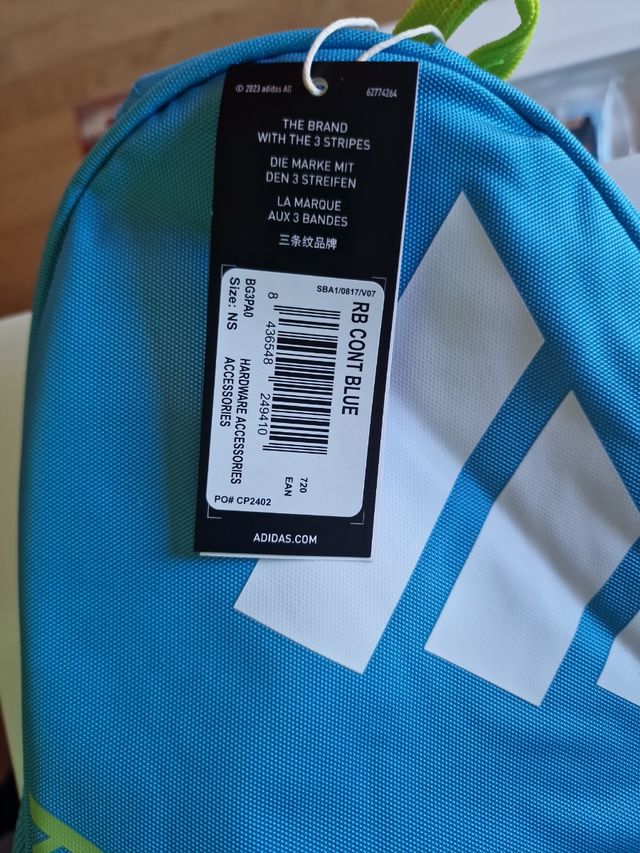 © 2023 adidas AG
62774264
THE BRAND
WITH THE 3 STRIPES
DIE MARKE MIT
DEN 3 STREIFEN
LA MARQUE
AUX 3 BANDES
三条纹品牌
SBA1/0817/V07
RB CONT BLUE
8 436548 249410
720
EAN
BG3PA0
Size: NS
HARDWARE ACCESSORIES
ACCESSORIES
PO# CP2402
ADIDAS.COM